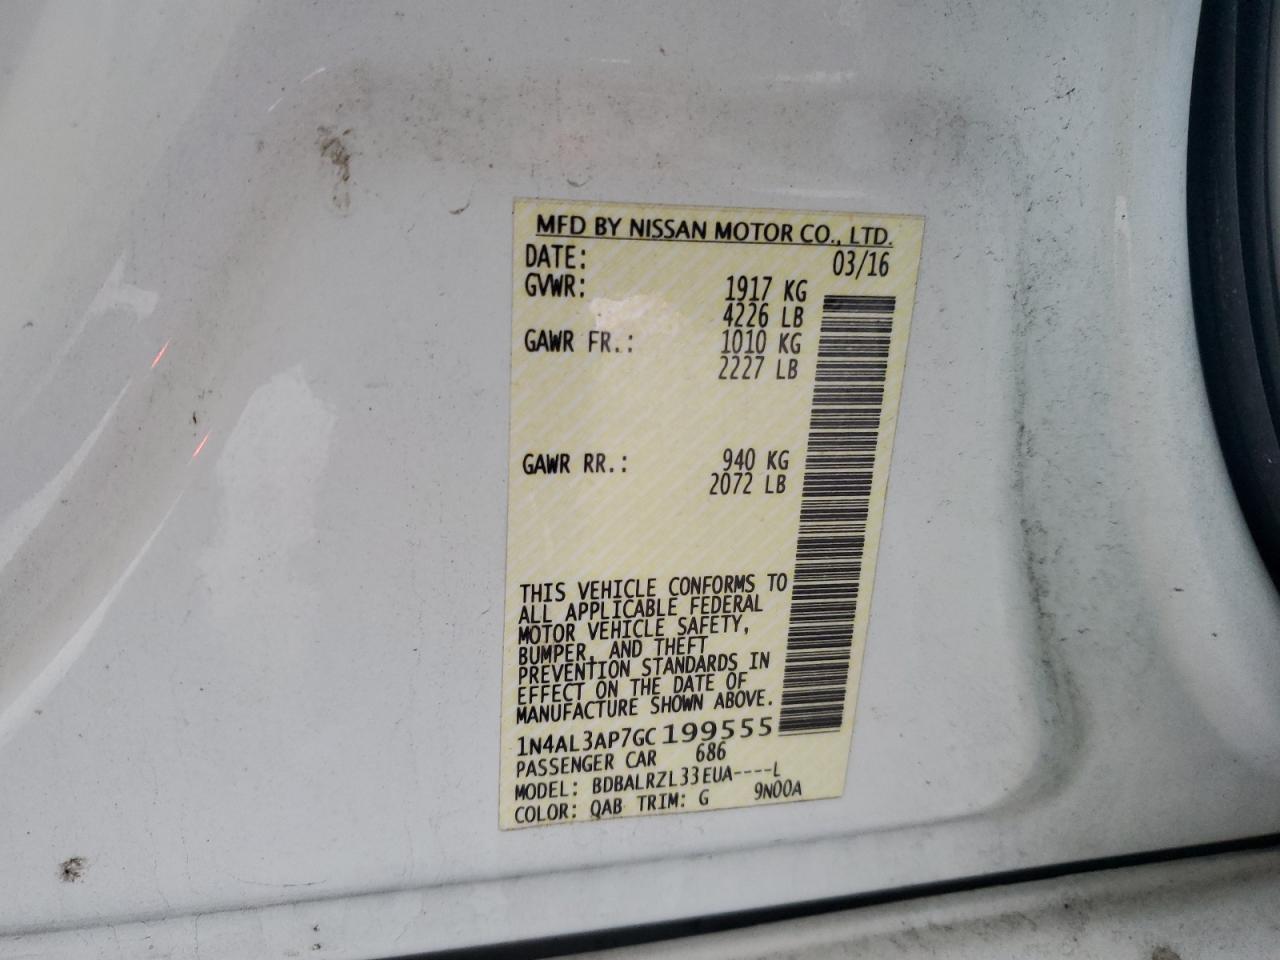 MFD BY NISSAN MOTOR CO., LTD.
DATE: 03/16
GVWR: 1917 KG
4226 LB
GAWR FR.: 1010 KG
2227 LB
GAWR RR.: 940 KG
2072 LB
THIS VEHICLE CONFORMS TO
ALL APPLICABLE FEDERAL
MOTOR VEHICLE SAFETY,
BUMPER, AND THEFT
PREVENTION STANDARDS IN
EFFECT ON THE DATE OF
MANUFACTURE SHOWN ABOVE.
1N4AL3AP7GC199555
PASSENGER CAR 686
MODEL: BDBALRZL33EUA----L
COLOR: QAB TRIM: G 9N00A